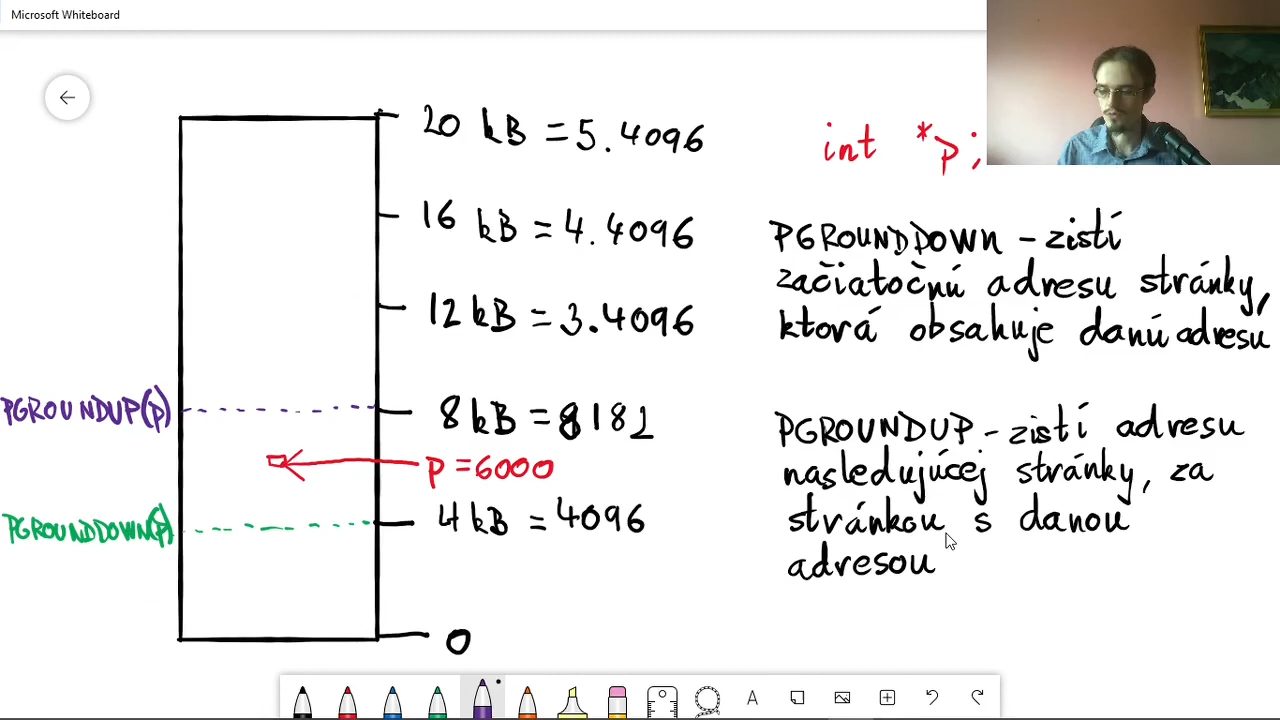 Microsoft Whiteboard
20 kB = 5.4096
int *p;
16 kB = 4.4096
PGROUNDDOWN - zistí
začiatočnú adresu stránky,
ktorá obsahuje danú adresu
12 kB = 3.4096
PGROUNDUP(p)
8 kB = 8182
p = 6000
PGROUNDDOWN(p)
4 kB = 4096
0
PGROUNDUP - zistí adresu
nasledujúcej stránky, za
stránkou s danou
adresou
A